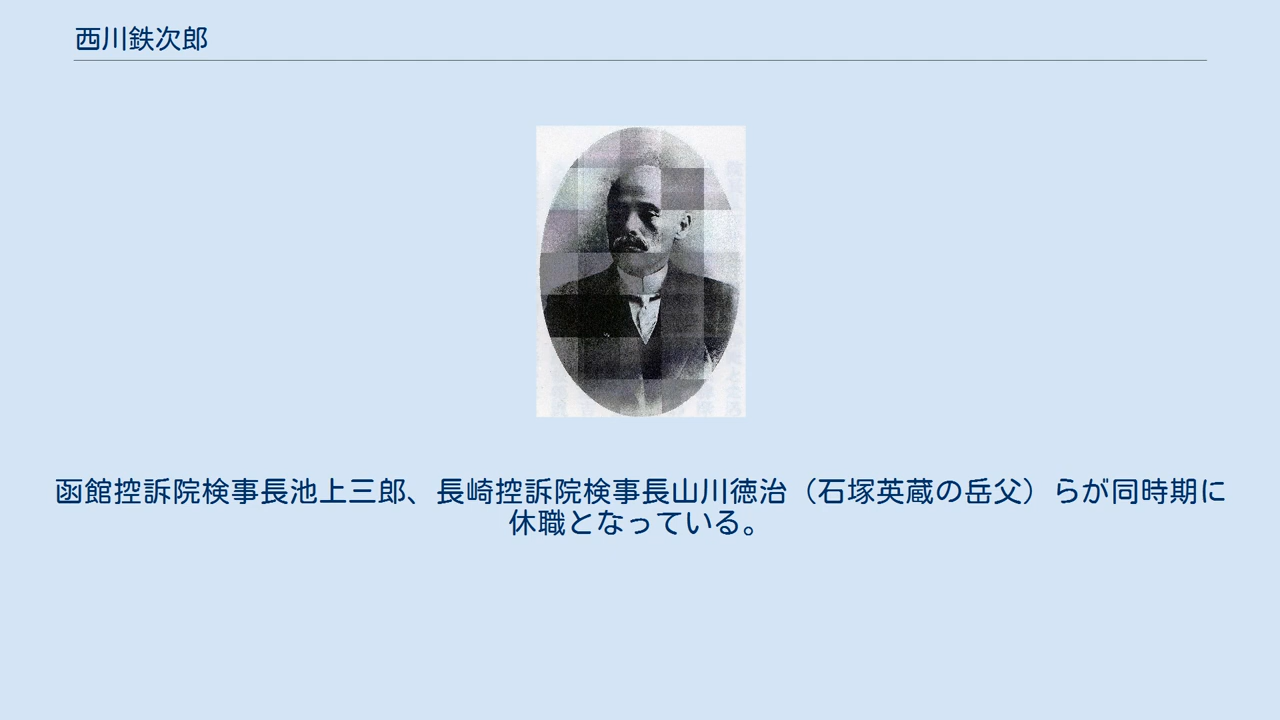 西川鉄次郎
函館控訴院検事長池上三郎、長崎控訴院検事長山川徳治（石塚英蔵の岳父）らが同時期に
休職となっている。